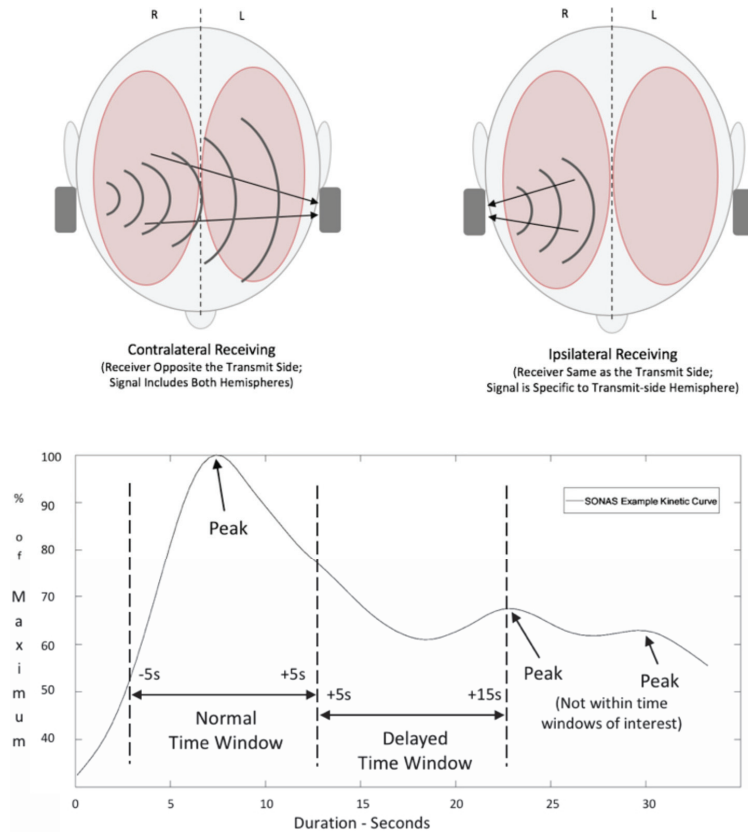 R L
R L
Contralateral Receiving
(Receiver Opposite the Transmit Side;
Signal Includes Both Hemispheres)
Ipsilateral Receiving
(Receiver Same as the Transmit Side;
Signal is Specific to Transmit-side Hemisphere)
% of Maximum
100
90
80
70
60
50
40
SONAS Example Kinetic Curve
Peak
-5s +5s
Normal
Time Window
+5s +15s
Delayed
Time Window
Peak
Peak
(Not within time
windows of interest)
0 5 10 15 20 25 30
Duration - Seconds